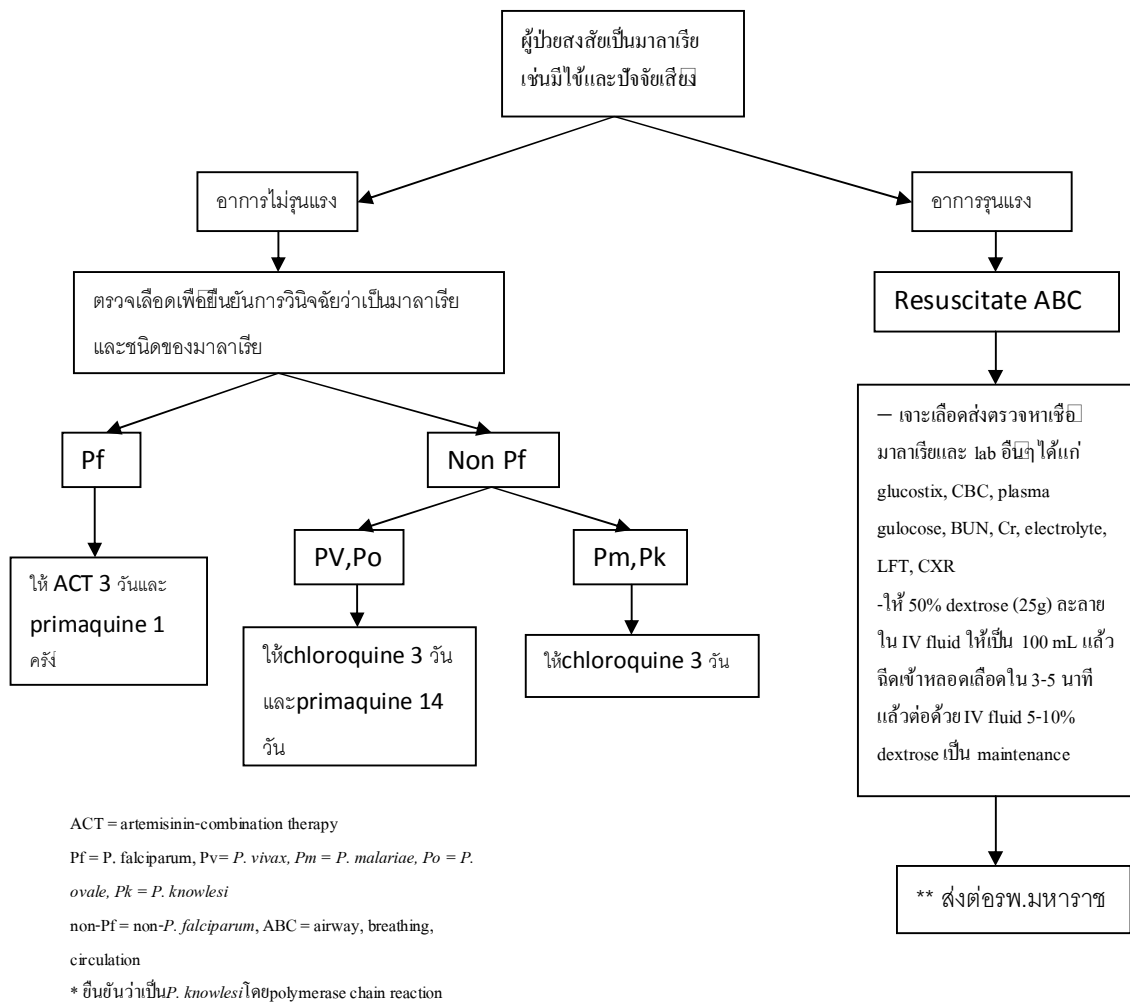 ผู้ป่วยสงสัยเป็นมาลาเรีย
เช่นมีไข้และปัจจัยเสี่ยง
อาการไม่รุนแรง
อาการรุนแรง
ตรวจเลือดเพื่อยืนยันการวินิจฉัยว่าเป็นมาลาเรีย
และชนิดของมาลาเรีย
Resuscitate ABC
Pf
Non Pf
PV,Po
Pm,Pk
ให้ ACT 3 วันและ
primaquine 1
ครั้ง
ให้chloroquine 3 วัน
และprimaquine 14
วัน
ให้chloroquine 3 วัน
– เจาะเลือดส่งตรวจหาเชื้อ
มาลาเรียและ lab อื่นๆ ได้แก่
glucostix, CBC, plasma
gulocose, BUN, Cr, electrolyte,
LFT, CXR
-ให้ 50% dextrose (25g) ละลาย
ใน IV fluid ให้เป็น 100 mL แล้ว
ฉีดเข้าหลอดเลือดใน 3-5 นาที
แล้วต่อด้วย IV fluid 5-10%
dextrose เป็น maintenance
** ส่งต่อรพ.มหาราช
ACT = artemisinin-combination therapy
Pf = P. falciparum, Pv= P. vivax, Pm = P. malariae, Po = P.
ovale, Pk = P. knowlesi
non-Pf = non-P. falciparum, ABC = airway, breathing,
circulation
* ยืนยันว่าเป็นP. knowlesiโดยpolymerase chain reaction